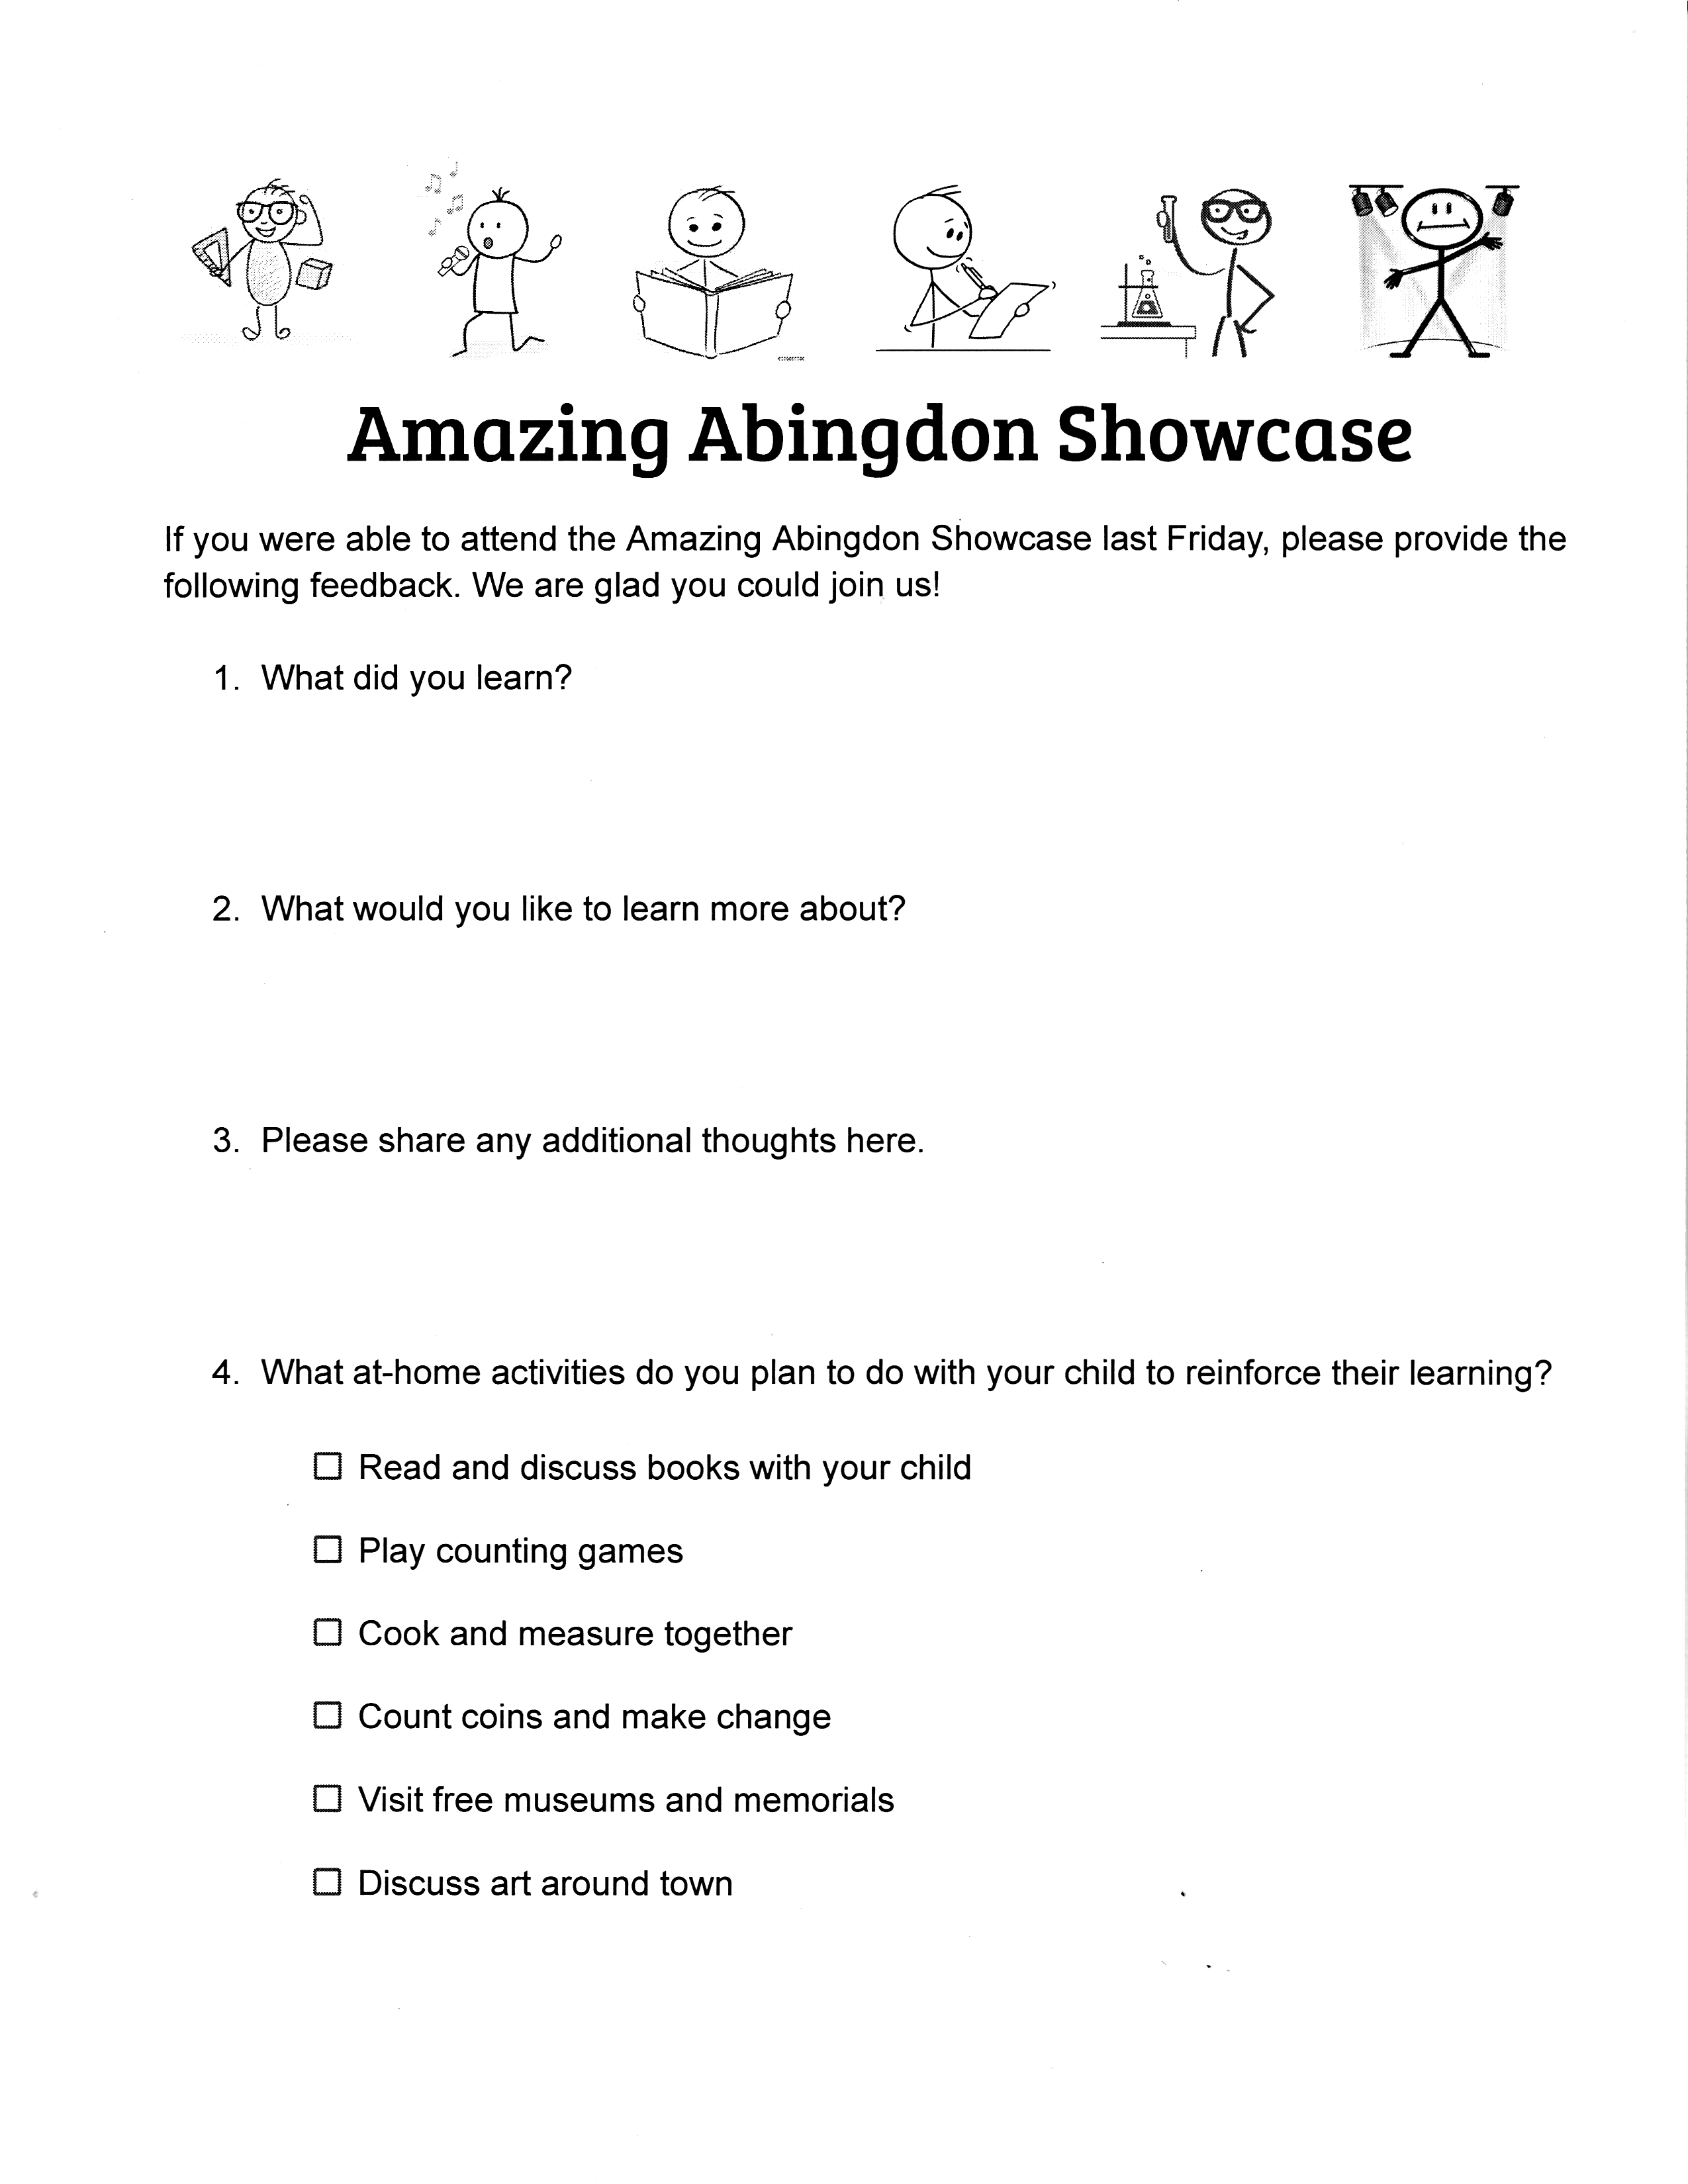 Amazing Abingdon Showcase
If you were able to attend the Amazing Abingdon Showcase last Friday, please provide the
following feedback. We are glad you could join us!
1. What did you learn?
2. What would you like to learn more about?
3. Please share any additional thoughts here.
4. What at-home activities do you plan to do with your child to reinforce their learning?
☐ Read and discuss books with your child
☐ Play counting games
☐ Cook and measure together
☐ Count coins and make change
☐ Visit free museums and memorials
☐ Discuss art around town